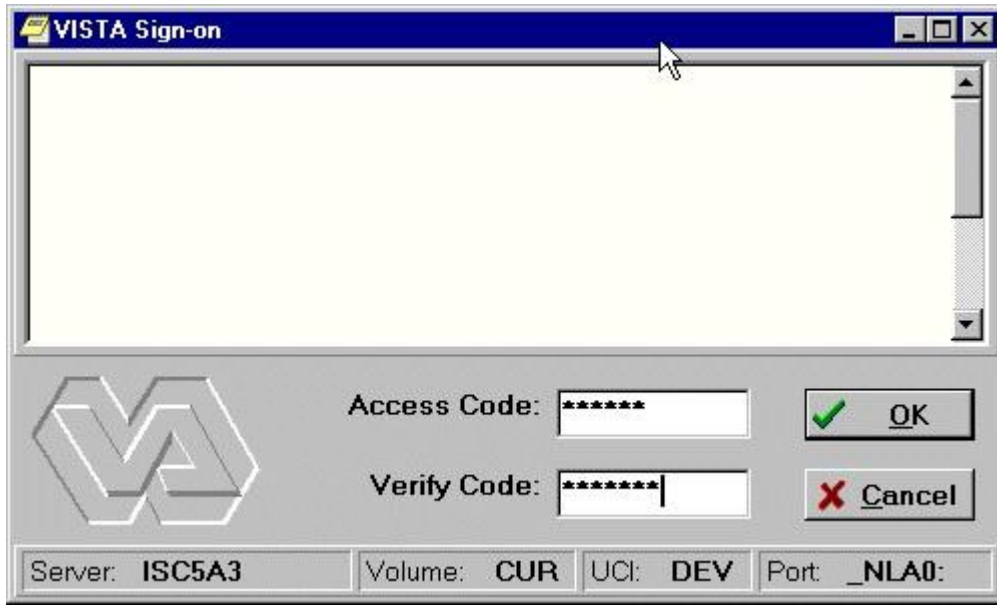 VISTA Sign-on
Access Code: ******
OK
Verify Code: *******
Cancel
Server: ISC5A3 Volume: CUR UCI: DEV Port: _NLA0: